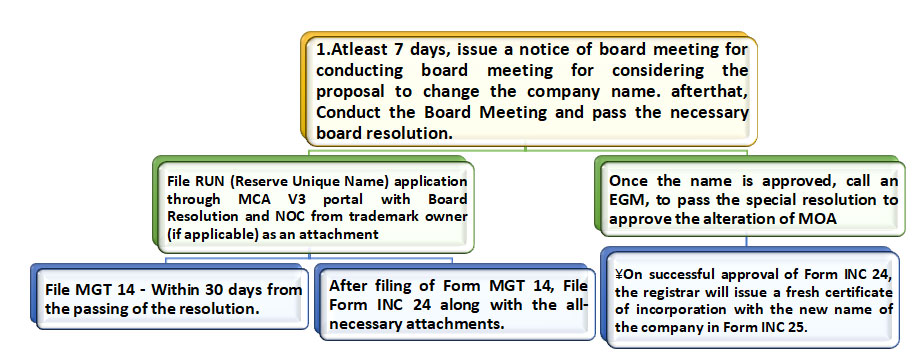 1.Atleast 7 days, issue a notice of board meeting for
conducting board meeting for considering the
proposal to change the company name. afterthat,
Conduct the Board Meeting and pass the necessary
board resolution.
File RUN (Reserve Unique Name) application
through MCA V3 portal with Board
Resolution and NOC from trademark owner
(if applicable) as an attachment
Once the name is approved, call an
EGM, to pass the special resolution to
approve the alteration of MOA
File MGT 14 - Within 30 days from
the passing of the resolution.
After filing of Form MGT 14, File
Form INC 24 along with the all-
necessary attachments.
¥On successful approval of Form INC 24,
the registrar will issue a fresh certificate
of incorporation with the new name of
the company in Form INC 25.